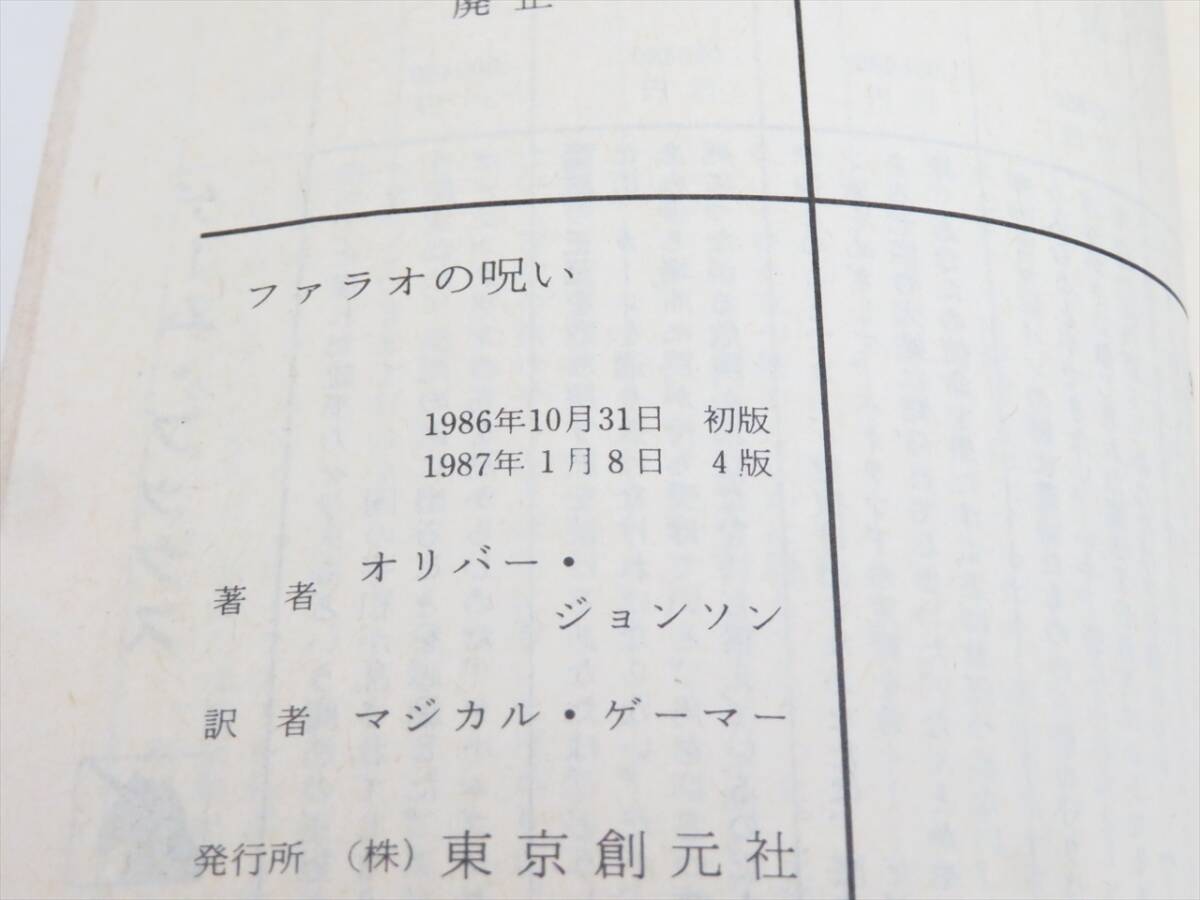 廃止
ファラオの呪い
1986年10月31日 初版
1987年1月8日 4版
著者 オリバー・
ジョンソン
訳者 マジカル・ゲーマー
発行所 (株) 東京創元社